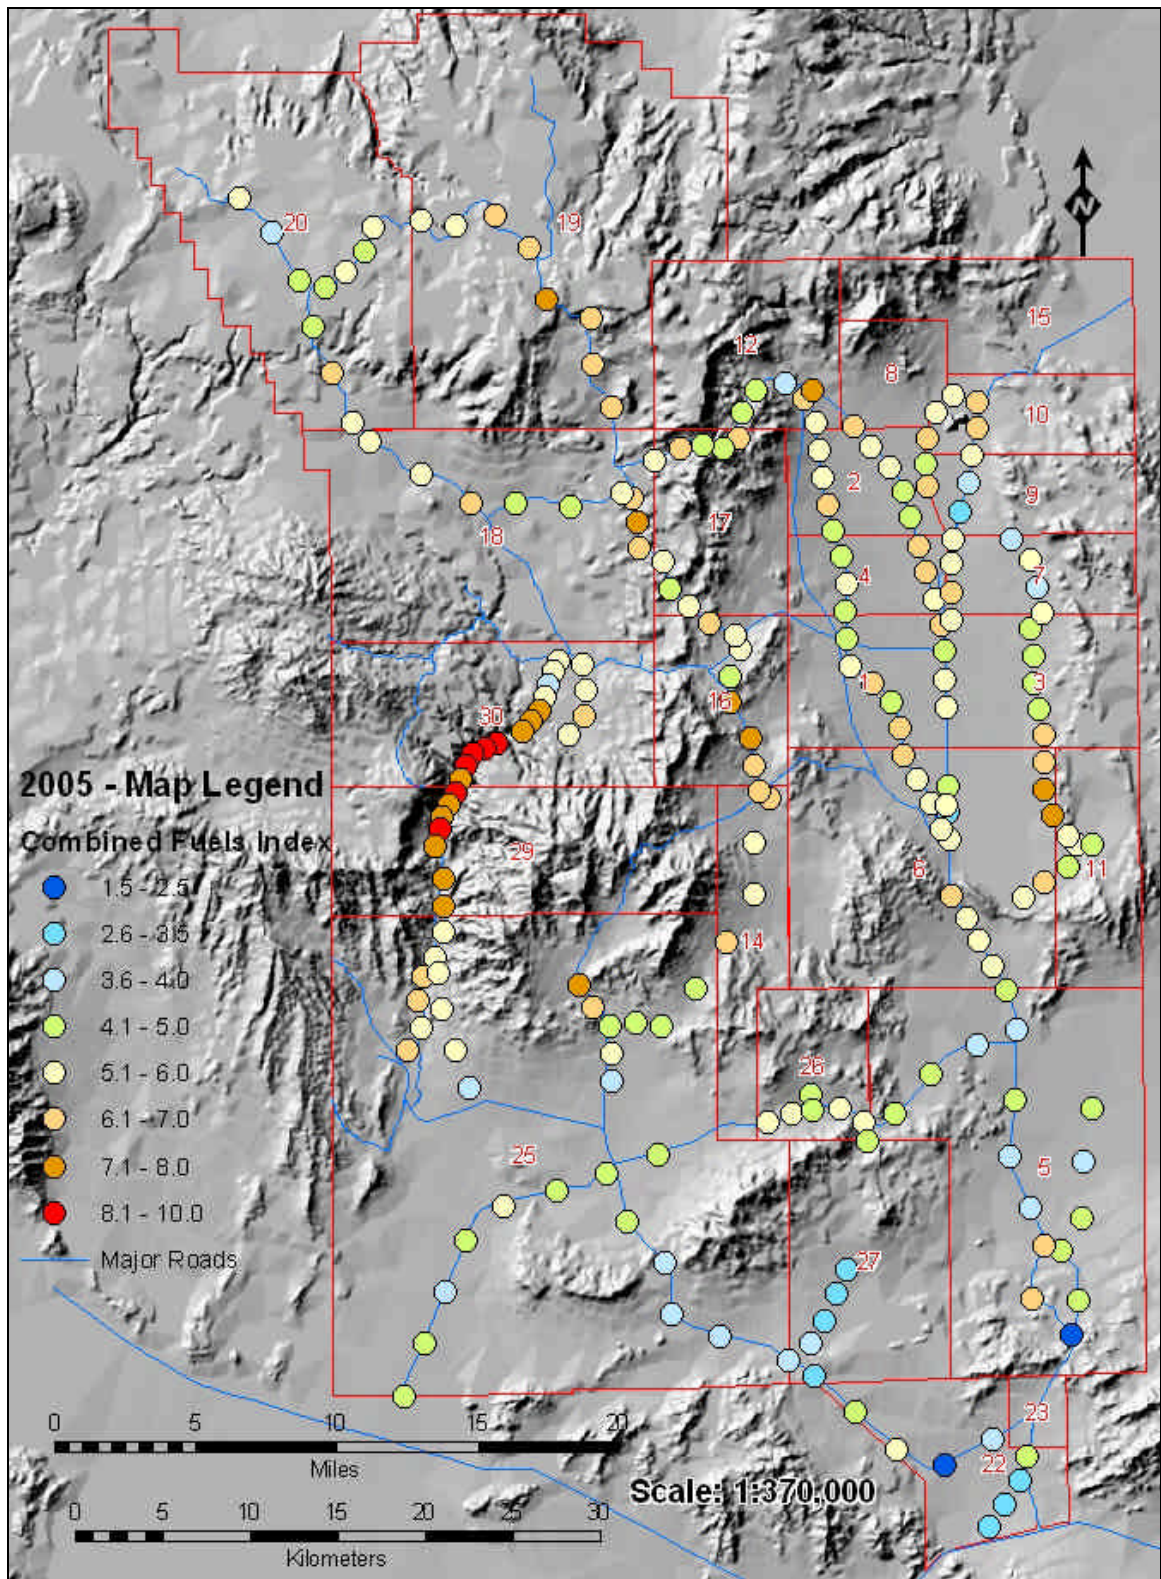 20
19
N
15
12
8
10
2
9
17
18
4
7
1
3
16
30
2005 - Map Legend
Combined Fuels Index
29
6
11
1.5 - 2.5
2.6 - 3.5
14
3.6 - 4.0
4.1 - 5.0
5.1 - 6.0
26
6.1 - 7.0
25
5
7.1 - 8.0
8.1 - 10.0
Major Roads
27
23
0 5 10 15 20
Miles
22
Scale: 1:370,000
0 5 10 15 20 25 30
Kilometers